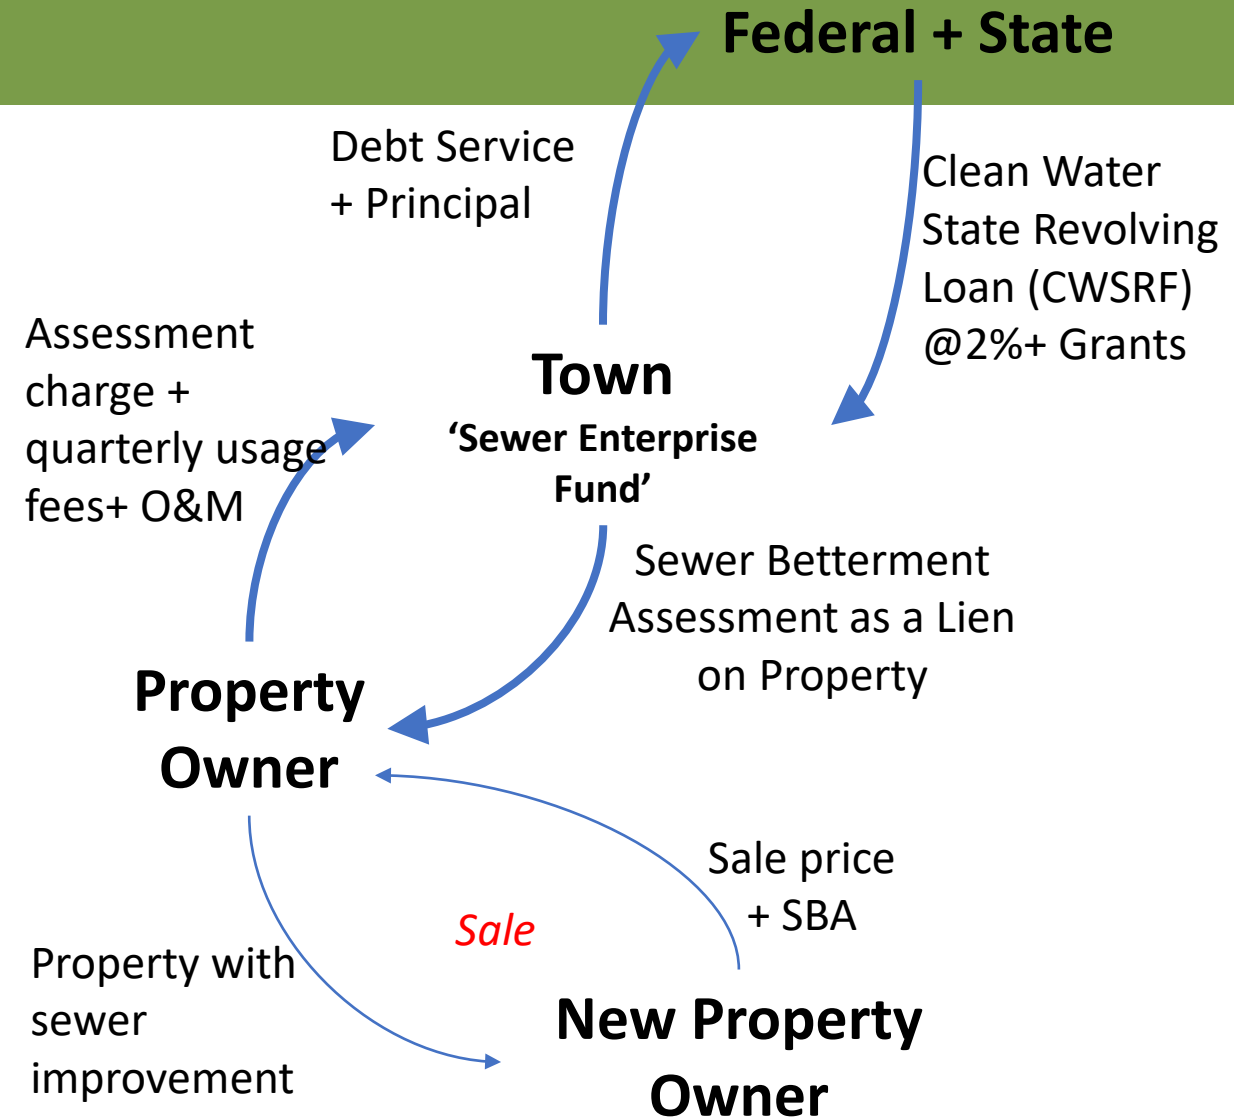 Federal + State
Debt Service
+ Principal
Clean Water
State Revolving
Loan (CWSRF)
@2%+ Grants
Assessment
charge +
quarterly usage
fees+ O&M
Town
‘Sewer Enterprise
Fund’
Sewer Betterment
Assessment as a Lien
on Property
Property
Owner
Sale price
+ SBA
Sale
Property with
sewer
improvement
New Property
Owner